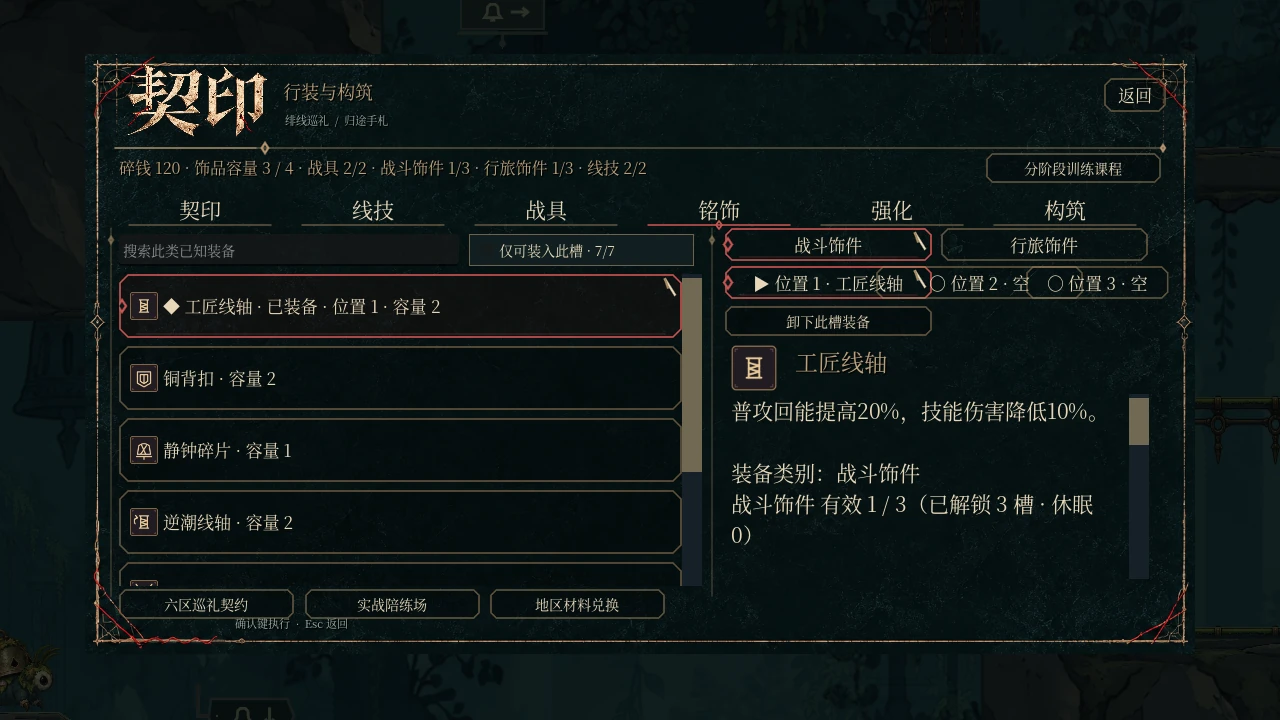 契印
行装与构筑
绯线巡礼 / 归途手札
返回
碎钱 120 · 饰品容量 3 / 4 · 战具 2/2 · 战斗饰件 1/3 · 行旅饰件 1/3 · 线技 2/2
分阶段训练课程
契印
线技
战具
铭饰
强化
构筑
搜索此类已知装备
仅可装入此槽 · 7/7
战斗饰件
行旅饰件
◆ 工匠线轴 · 已装备 · 位置 1 · 容量 2
铜背扣 · 容量 2
静钟碎片 · 容量 1
逆潮线轴 · 容量 2
▶ 位置 1 · 工匠线轴
○ 位置 2 · 空
○ 位置 3 · 空
卸下此槽装备
工匠线轴
普攻回能提高20%，技能伤害降低10%。
装备类别：战斗饰件
战斗饰件 有效 1 / 3（已解锁 3 槽 · 休眠
0）
六区巡礼契约
实战陪练场
地区材料兑换
确认键执行 · Esc 返回